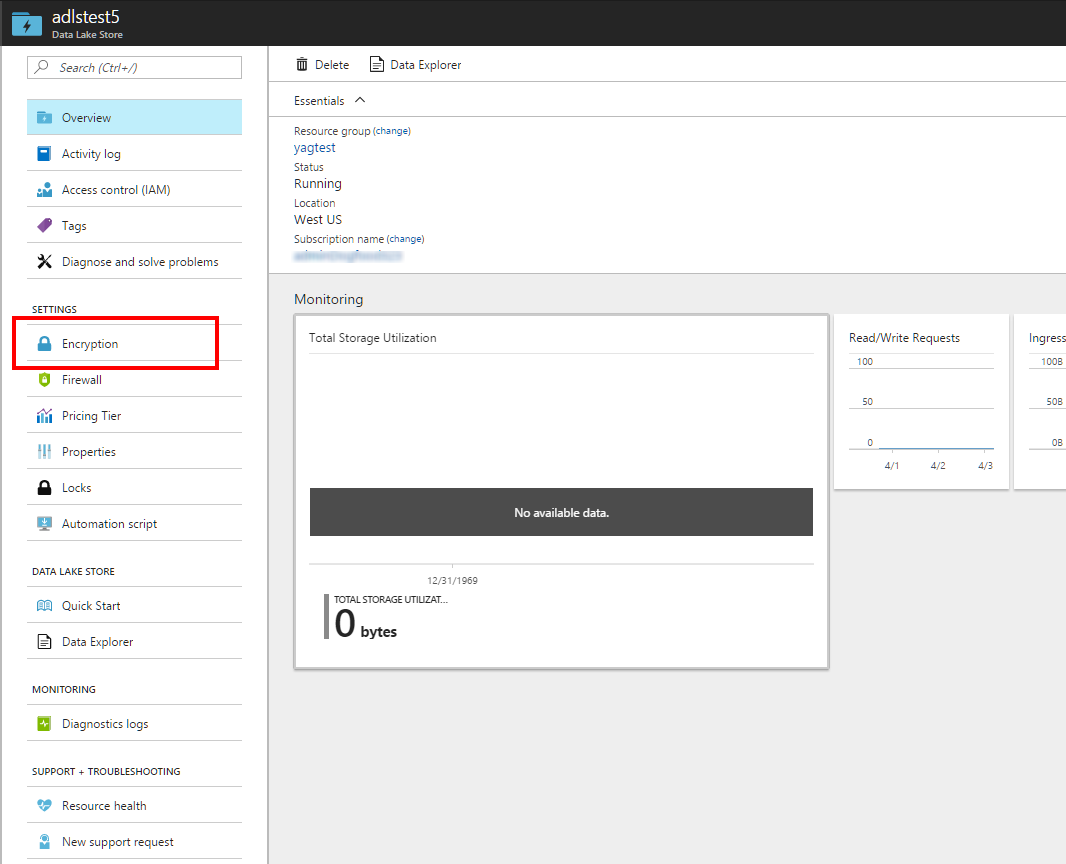 adlstest5
Data Lake Store
Search (Ctrl+/)
Overview
Activity log
Access control (IAM)
Tags
Diagnose and solve problems
SETTINGS
Encryption
Firewall
Pricing Tier
Properties
Locks
Automation script
DATA LAKE STORE
Quick Start
Data Explorer
MONITORING
Diagnostics logs
SUPPORT + TROUBLESHOOTING
Resource health
New support request
Delete
Data Explorer
Essentials
Resource group (change)
yagtest
Status
Running
Location
West US
Subscription name (change)
Monitoring
Total Storage Utilization
No available data.
12/31/1969
TOTAL STORAGE UTILIZAT...
0 bytes
Read/Write Requests
100
50
0
4/1 4/2 4/3
Ingress
100B
50B
0B